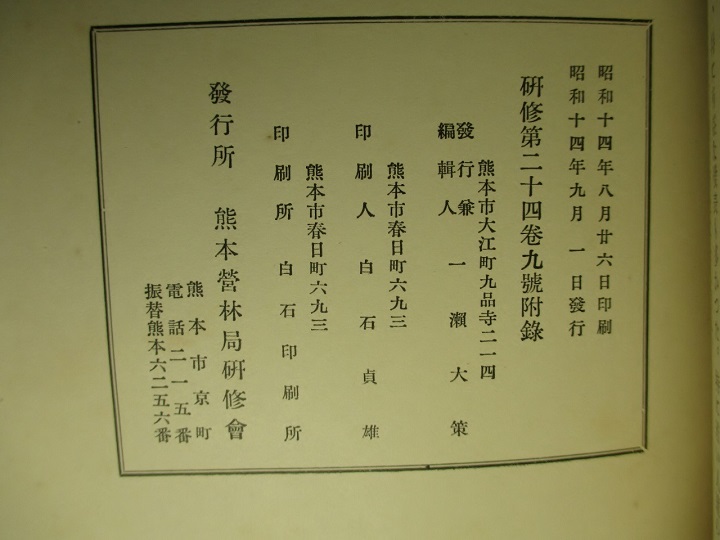 昭和十四年八月廿六日印刷
昭和十四年九月一日發行
硏修第二十四卷九號附錄
熊本市大江町九品寺二一四
發行兼
編輯人 一瀨大策
熊本市春日町六九三
印刷人 白石貞雄
熊本市春日町六九三
印刷所 白石印刷所
發行所 熊本營林局硏修會
熊本市京町
電話二一五番
振替熊本六二五六番